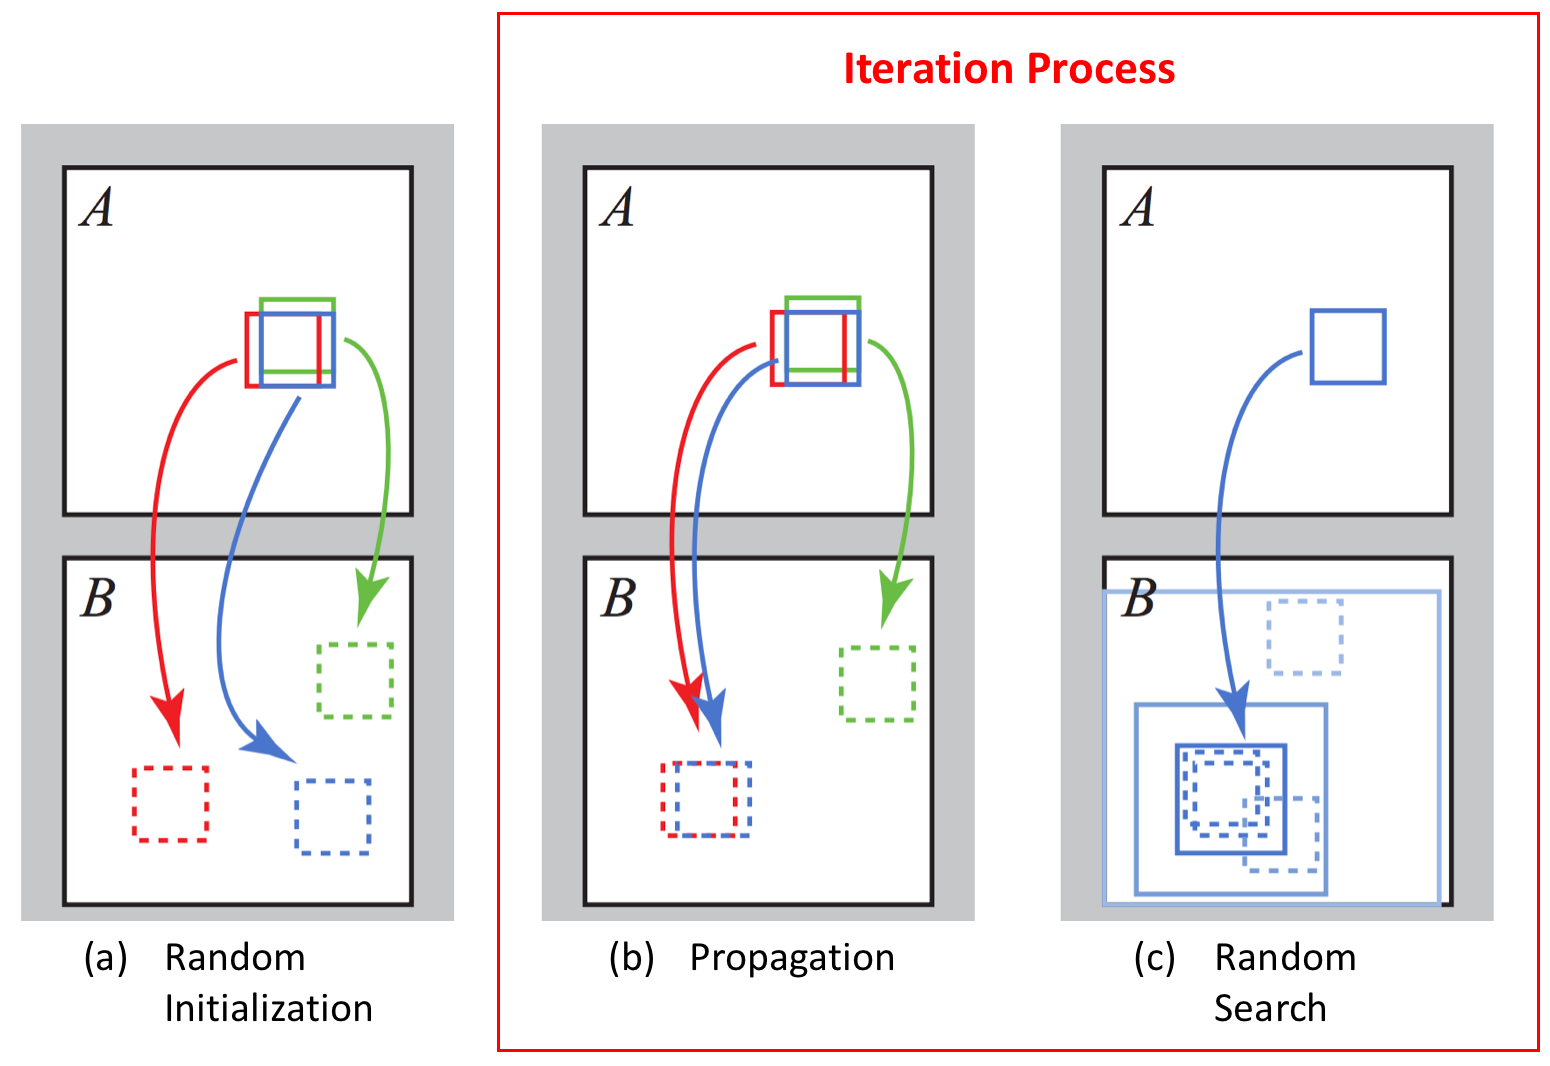 Iteration Process
A
A
A
B
B
B
(a) Random
Initialization
(b) Propagation
(c) Random
Search